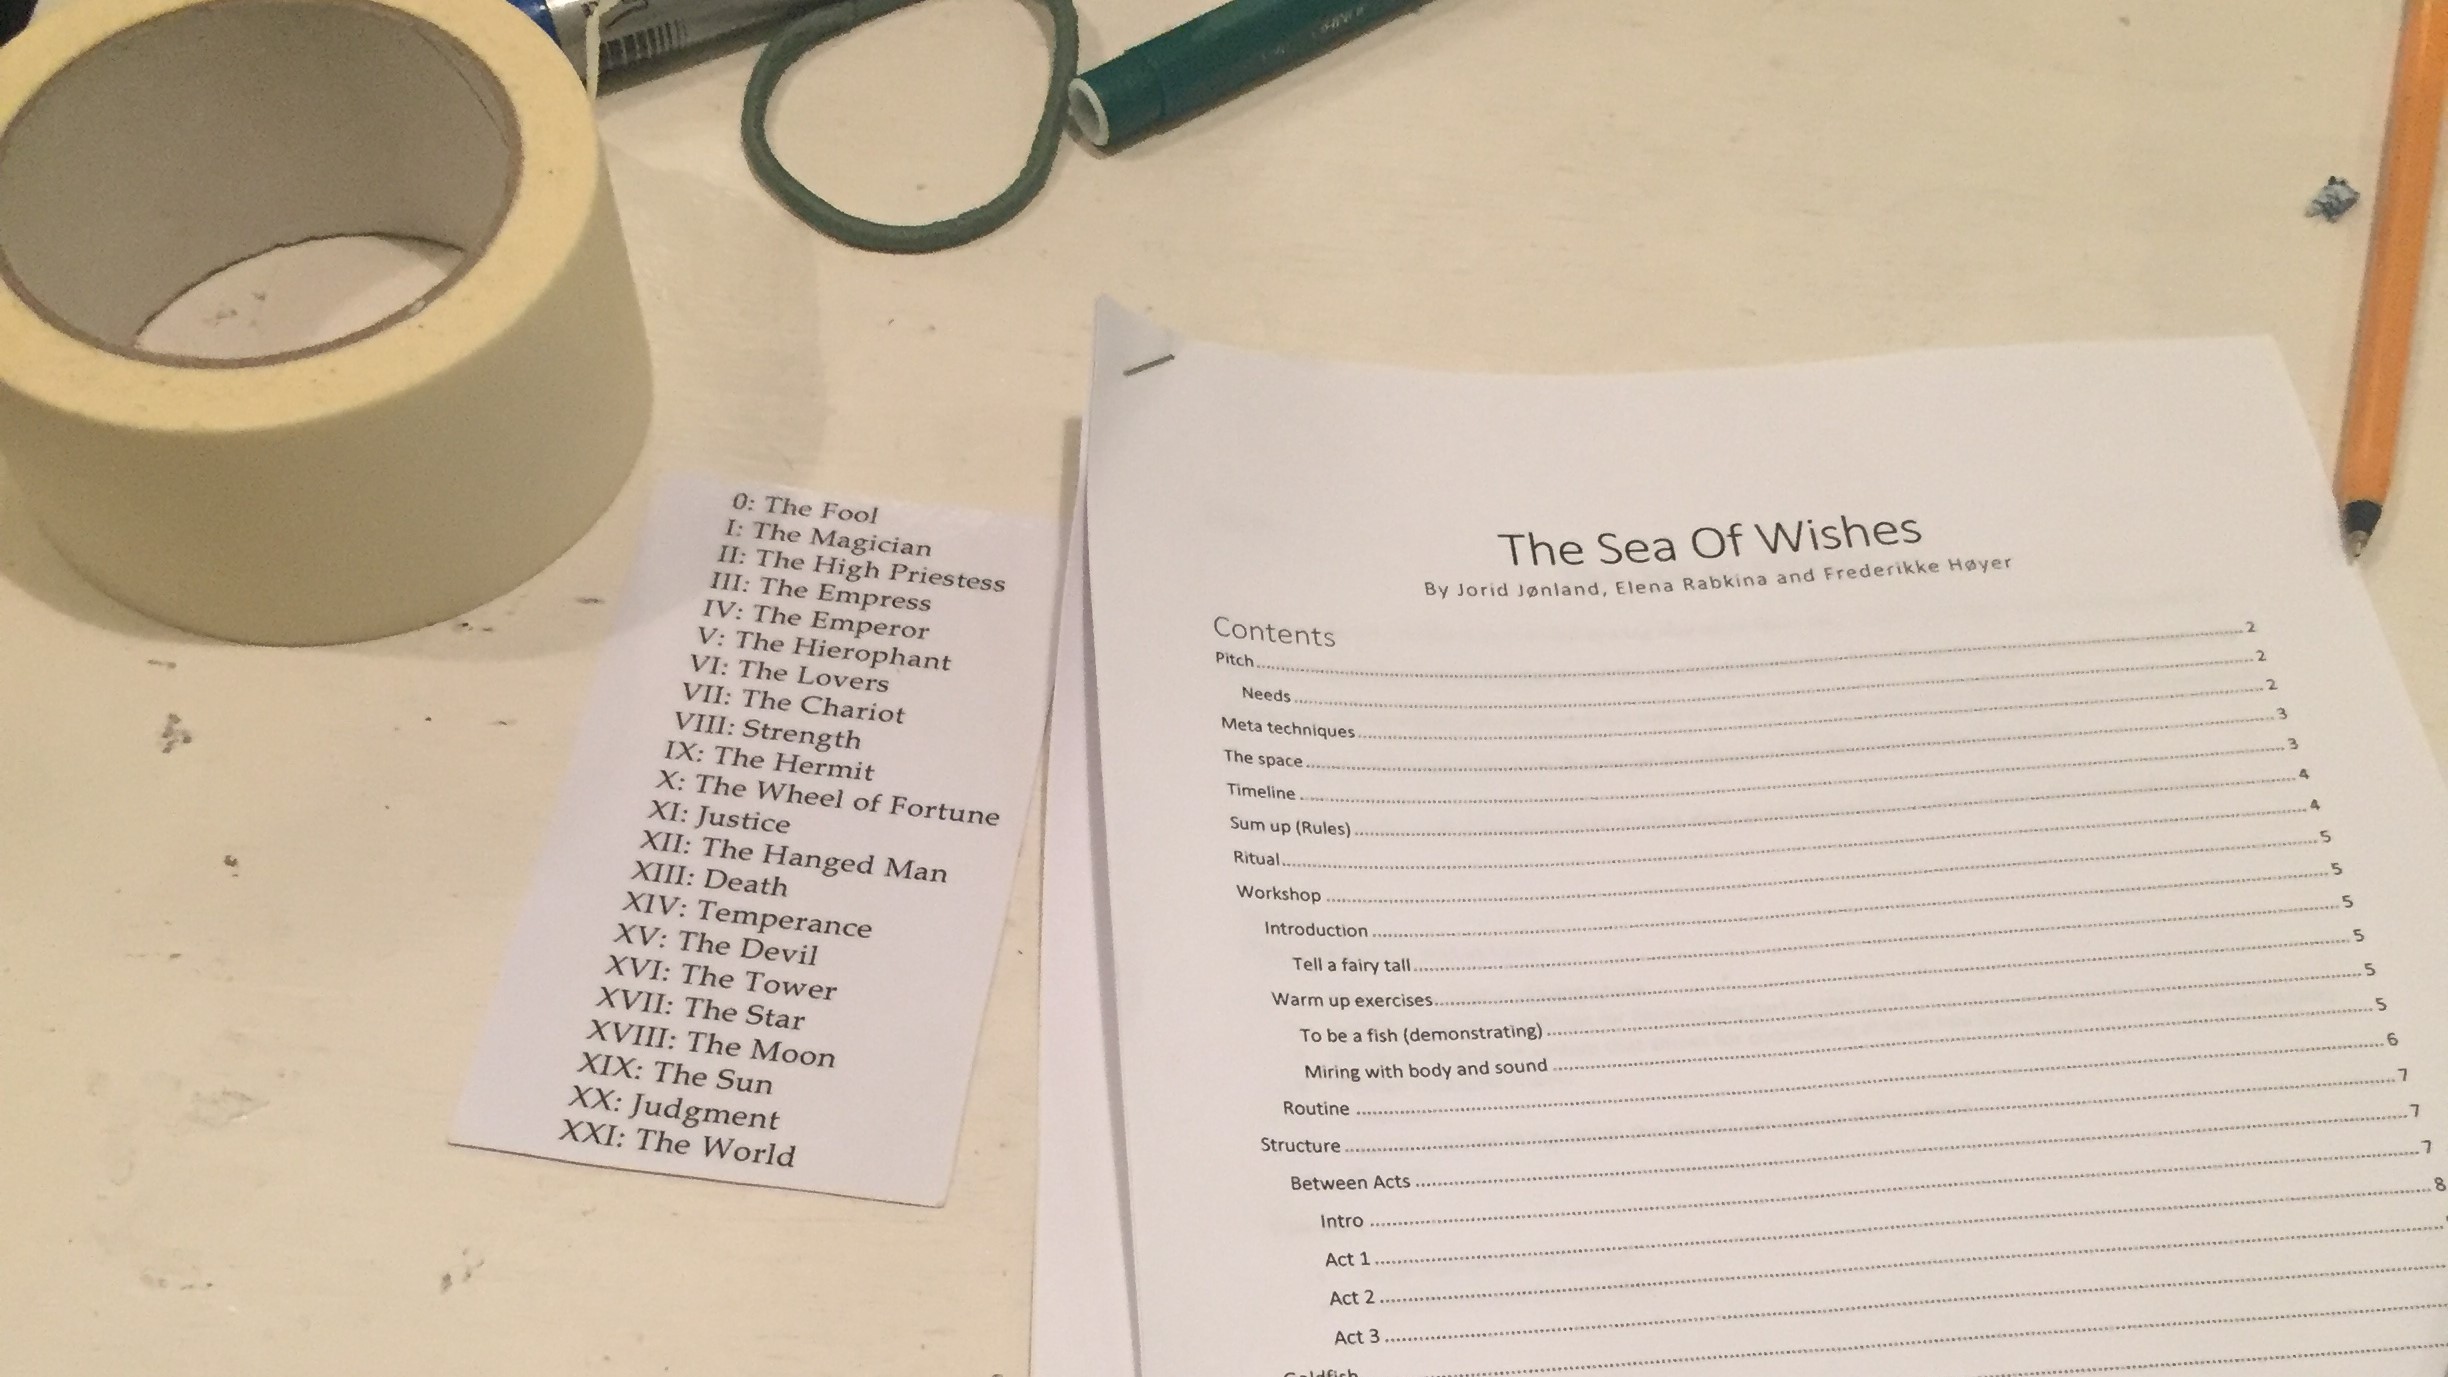 0: The Fool
I: The Magician
II: The High Priestess
III: The Empress
IV: The Emperor
V: The Hierophant
VI: The Lovers
VII: The Chariot
VIII: Strength
IX: The Hermit
X: The Wheel of Fortune
XI: Justice
XII: The Hanged Man
XIII: Death
XIV: Temperance
XV: The Devil
XVI: The Tower
XVII: The Star
XVIII: The Moon
XIX: The Sun
XX: Judgment
XXI: The World
The Sea Of Wishes
By Jorid Jønland, Elena Rabkina and Frederikke Høyer
Contents
Pitch 2
Needs 2
Meta techniques 2
The space 3
Timeline 3
Sum up (Rules) 4
Ritual 4
Workshop 5
Introduction 5
Tell a fairy tall 5
Warm up exercises 5
To be a fish (demonstrating) 5
Miring with body and sound 5
Routine 6
Structure 7
Between Acts 7
Intro 7
Act 1 8
Act 2
Act 3
Goldfish